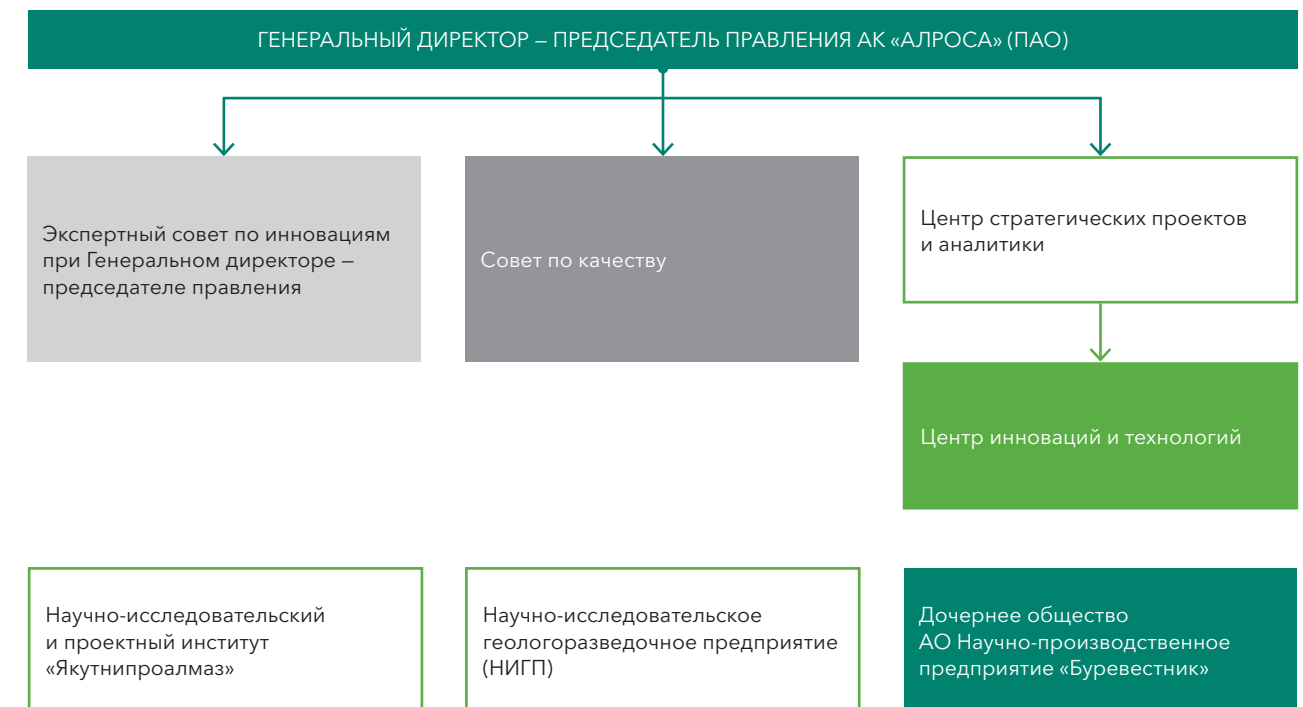 ГЕНЕРАЛЬНЫЙ ДИРЕКТОР – ПРЕДСЕДАТЕЛЬ ПРАВЛЕНИЯ АК «АЛРОСА» (ПАО)
Экспертный совет по инновациям
при Генеральном директоре –
председателе правления
Совет по качеству
Центр стратегических проектов
и аналитики
Центр инноваций и технологий
Научно-исследовательский
и проектный институт
«Якутнипроалмаз»
Научно-исследовательское
геологоразведочное предприятие
(НИГП)
Дочернее общество
АО Научно-производственное
предприятие «Буревестник»